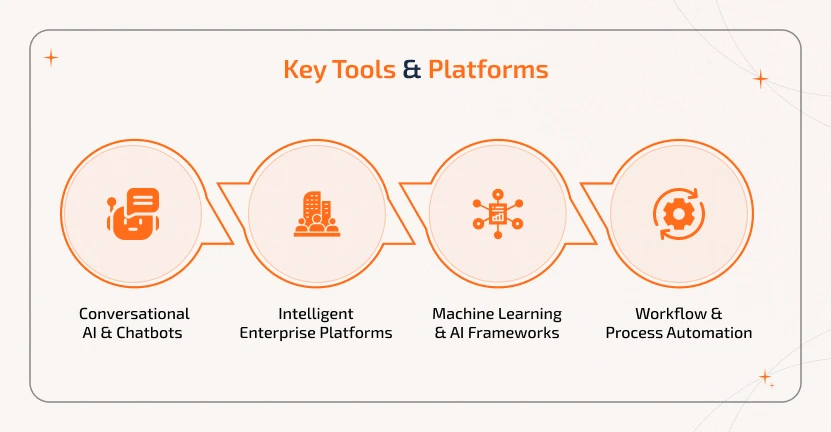 Key Tools & Platforms
Conversational
AI & Chatbots
Intelligent
Enterprise Platforms
Machine Learning
& AI Frameworks
Workflow &
Process Automation